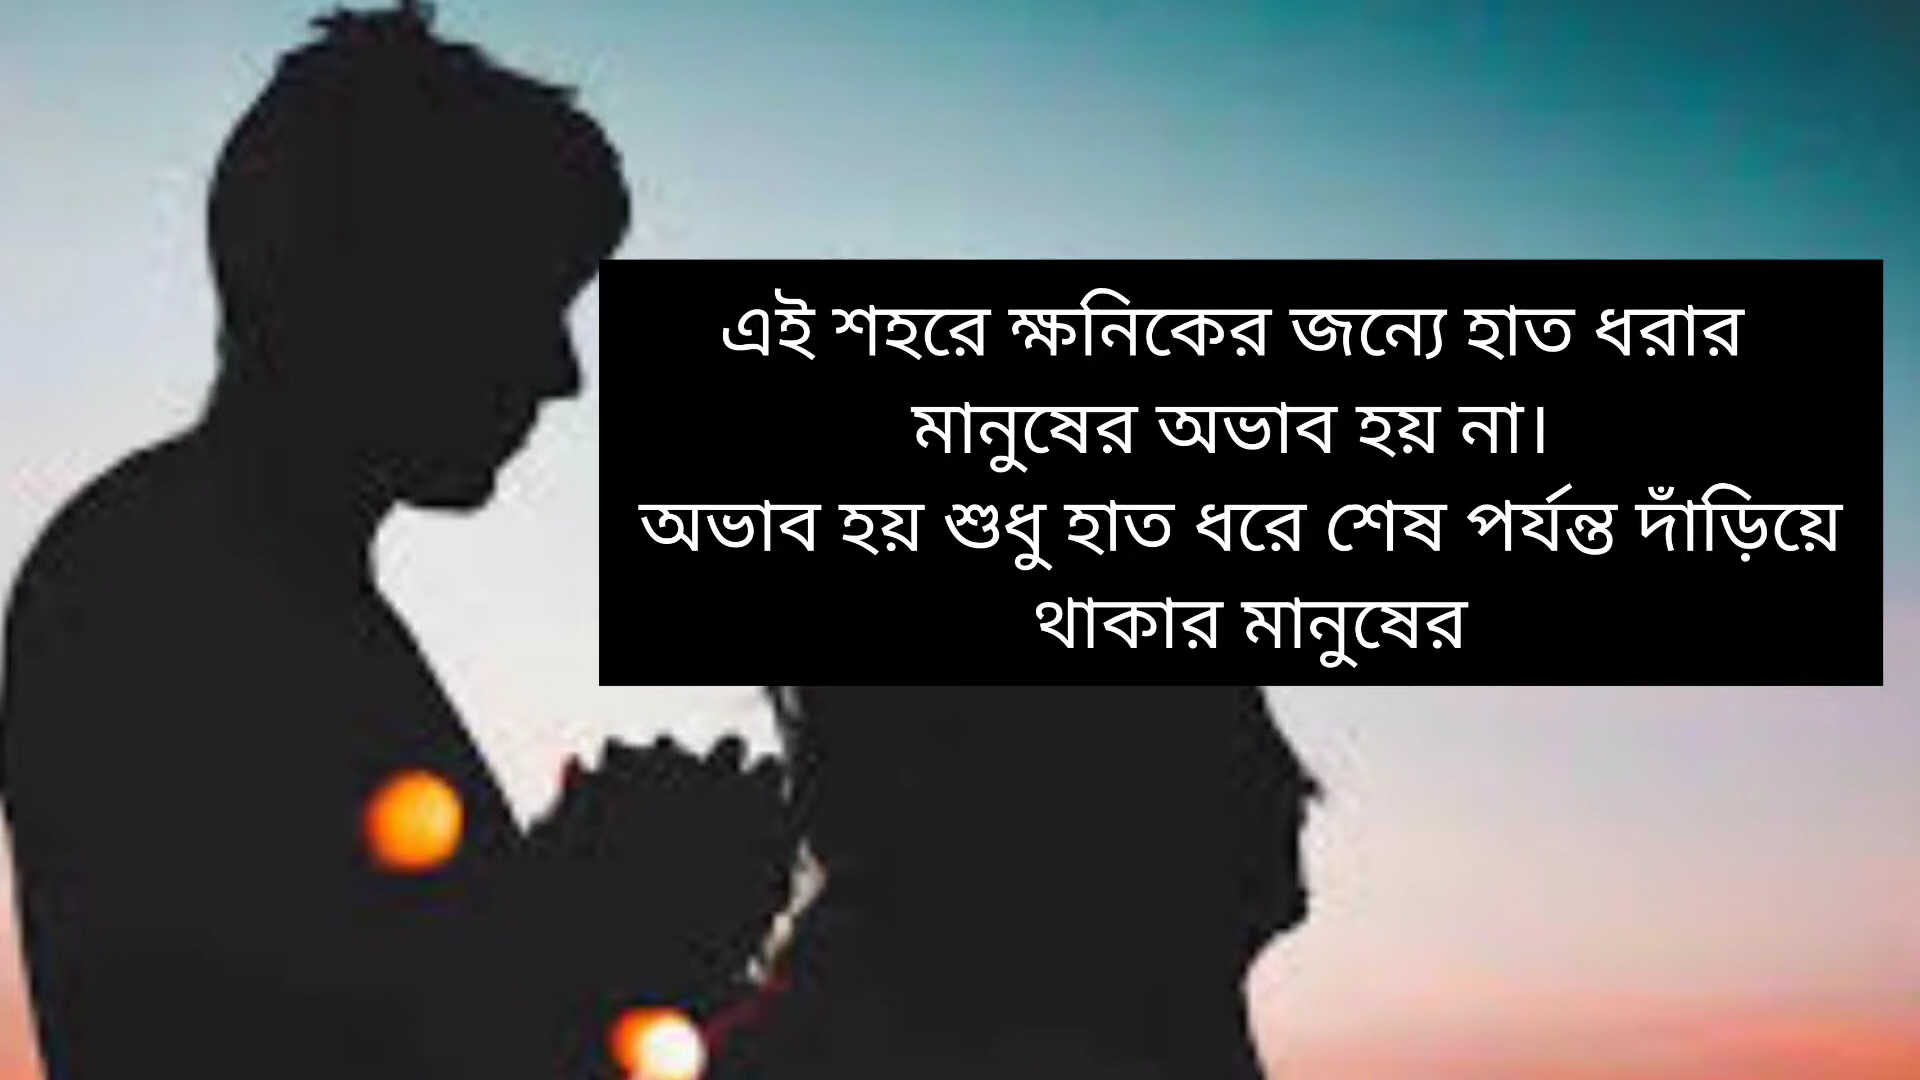 এই শহরে ক্ষনিকের জন্যে হাত ধরার
মানুষের অভাব হয় না।
অভাব হয় শুধু হাত ধরে শেষ পর্যন্ত দাঁড়িয়ে
থাকার মানুষের